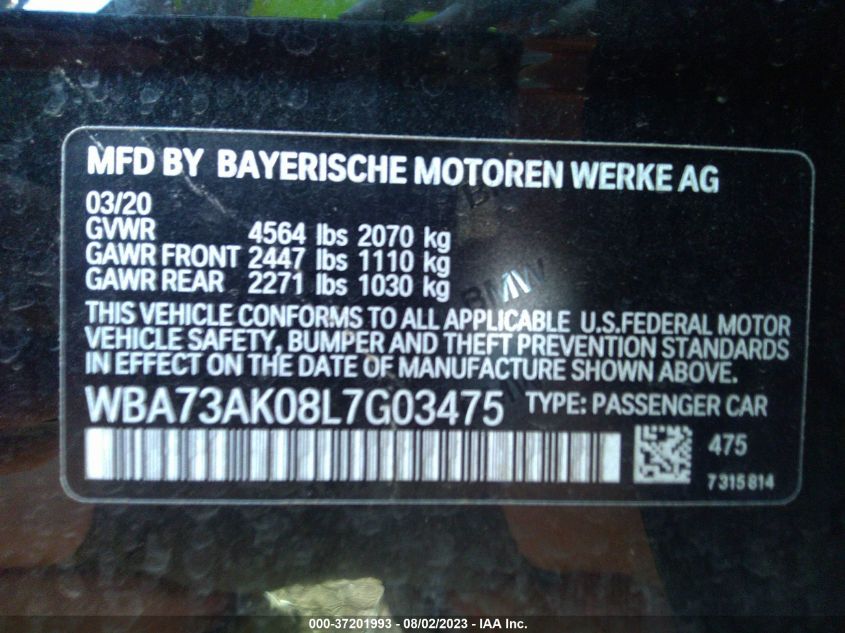 MFD BY BAYERISCHE MOTOREN WERKE AG
03/20
GVWR 4564 lbs 2070 kg
GAWR FRONT 2447 lbs 1110 kg
GAWR REAR 2271 lbs 1030 kg
THIS VEHICLE CONFORMS TO ALL APPLICABLE U.S.FEDERAL MOTOR
VEHICLE SAFETY, BUMPER AND THEFT PREVENTION STANDARDS
IN EFFECT ON THE DATE OF MANUFACTURE SHOWN ABOVE.
WBA73AK08L7G03475 TYPE: PASSENGER CAR
475
7315814
BMW
000-37201993 - 08/02/2023 - IAA Inc.